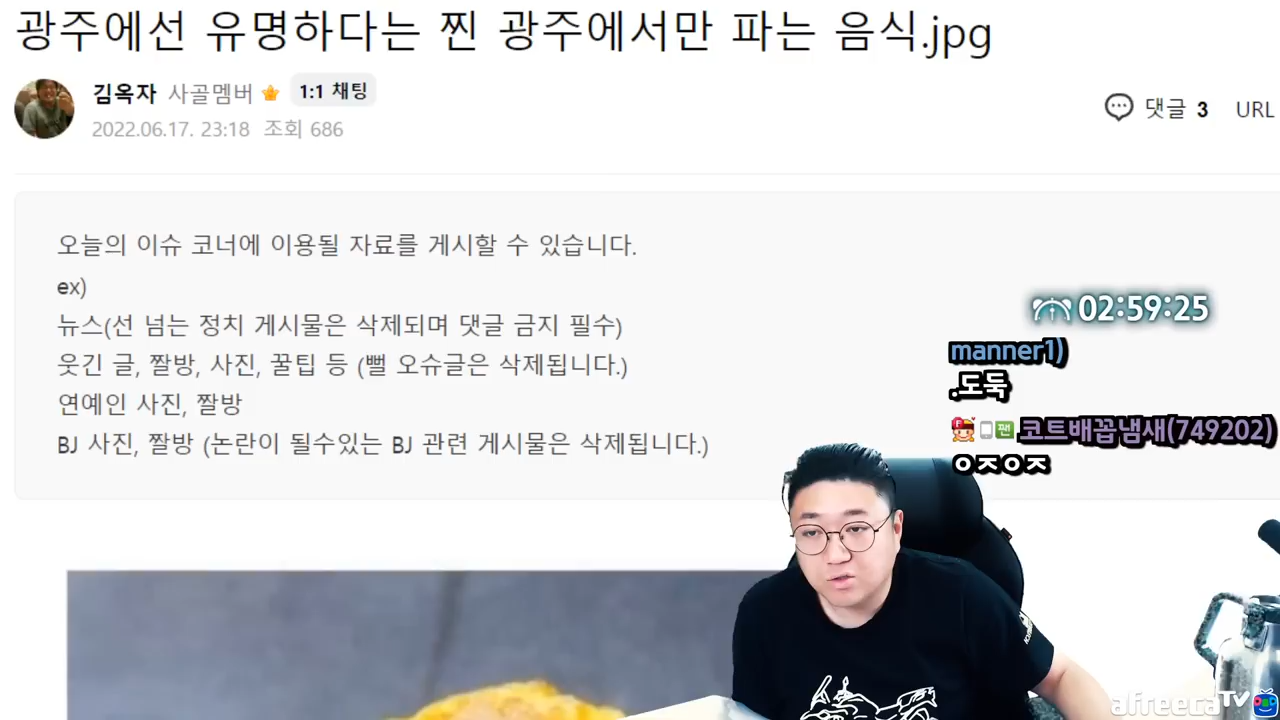 광주에선 유명하다는 찐 광주에서만 파는 음식.jpg
김옥자 사골멤버 1:1 채팅
2022.06.17. 23:18 조회 686
댓글 3 URL
오늘의 이슈 코너에 이용될 자료를 게시할 수 있습니다.
ex)
뉴스(선 넘는 정치 게시물은 삭제되며 댓글 금지 필수)
웃긴 글, 짤방, 사진, 꿀팁 등 (뻘 오슈글은 삭제됩니다.)
연예인 사진, 짤방
BJ 사진, 짤방 (논란이 될수있는 BJ 관련 게시물은 삭제됩니다.)
02:59:25
manner1)
.도둑
팬 코트배꼽냄새(749202)
ㅇㅈㅇㅈ
afreecaTV